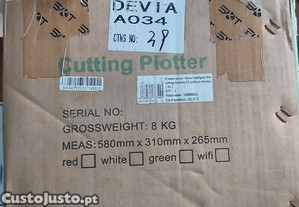 SKT
DEVIA
A034
CTNS NO. 29
Cutting Plotter
SERIAL NO:
GROSSWEIGHT: 8 KG
MEAS: 580mm x 310mm x 265mm
red white green wifi
CustoJusto.pt